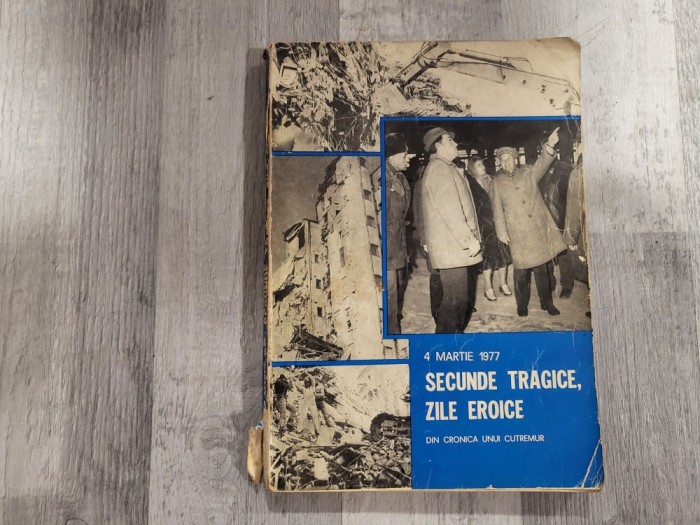 4 MARTIE 1977
SECUNDE TRAGICE,
ZILE EROICE
DIN CRONICA UNUI CUTREMUR